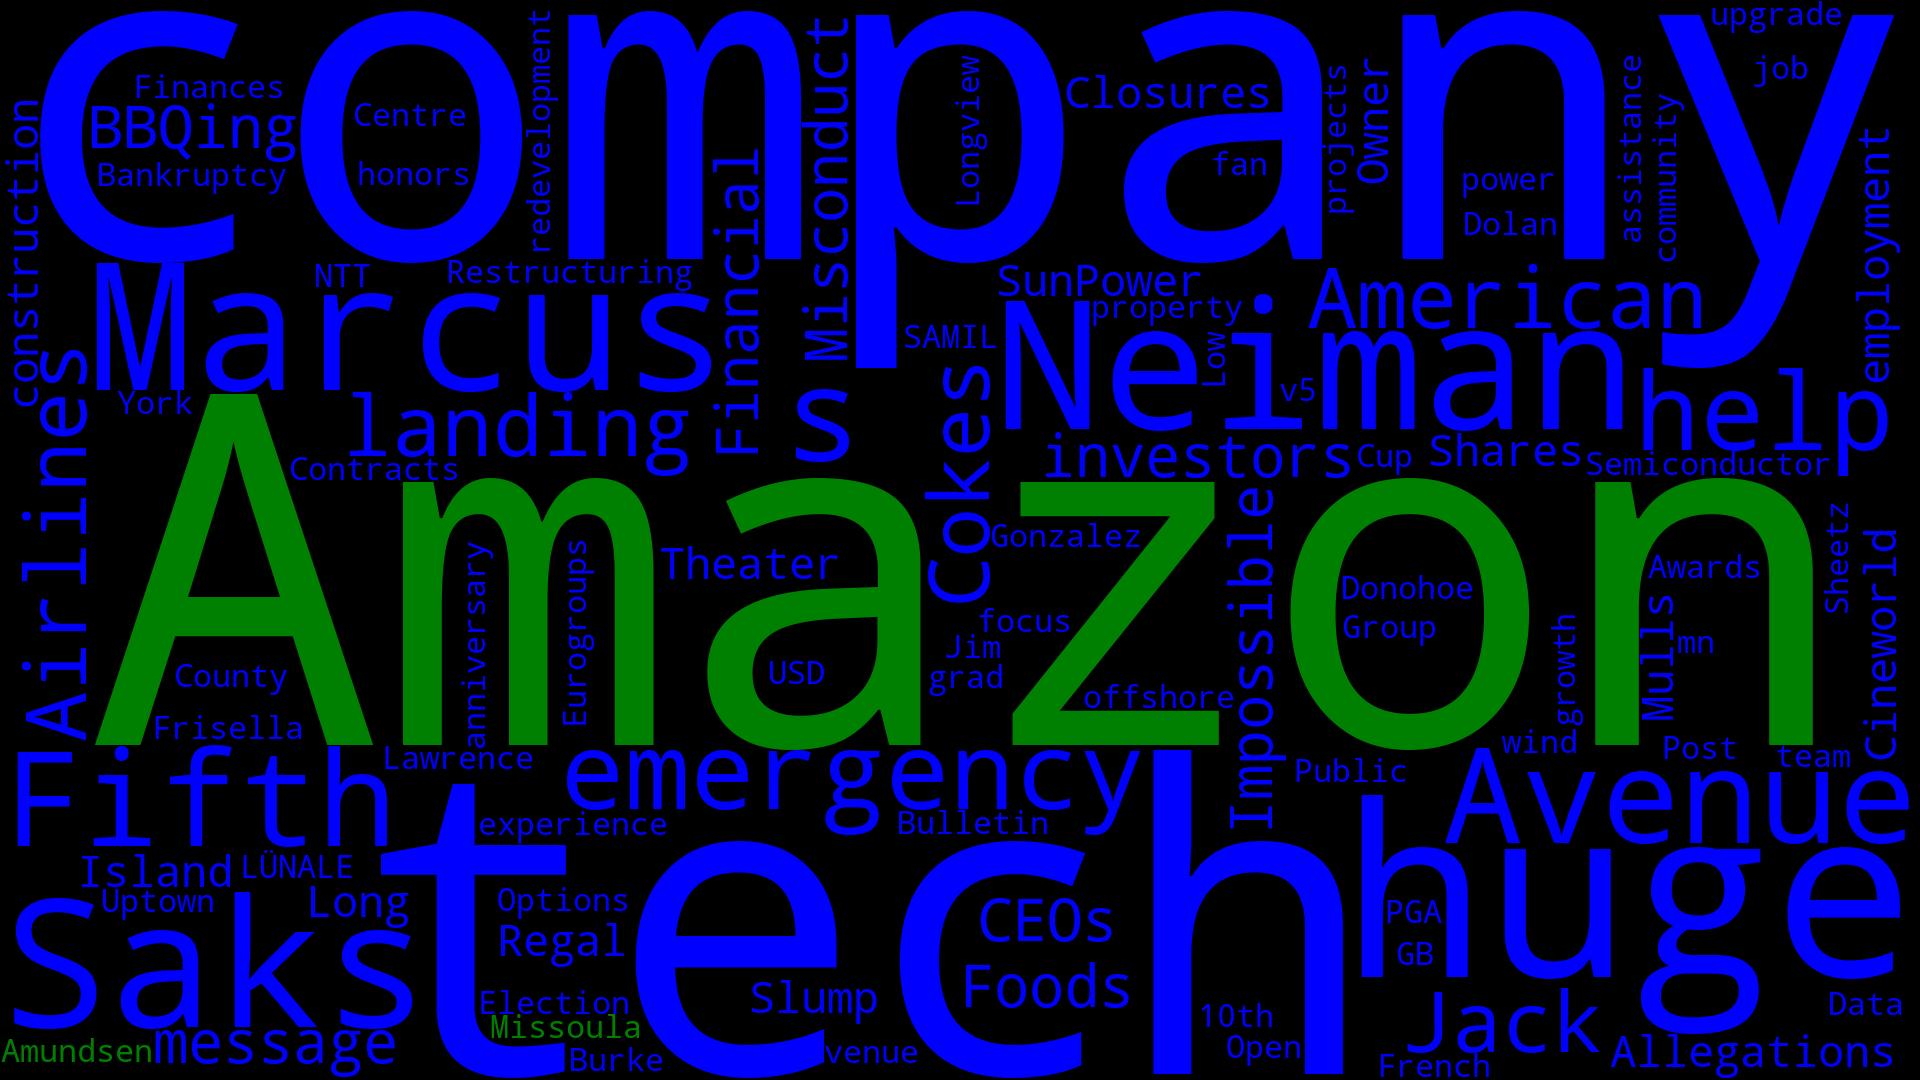 company
upgrade
job
Finances
BBQing
Bankruptcy
Centre
honors
redevelopment
Misconduct
Longview
Closures
fan
projects
Owner
power
Dolan
assistance
community
employment
construction
Marcus
NTT
Restructuring
Financial
SunPower
property
American
SAMIL
Neiman
Low
v5
help
York
landing
s
Cokes
investors
Cup
Shares
Semiconductor
Airlines
Contracts
Amazon
Theater
Gonzalez
Impossible
Donohoe
Group
Awards
Sheetz
Cineworld
anniversary
Eurogroups
focus
Jim
grad
USD
offshore
growth
Mulls
mn
County
Frisella
Lawrence
Fifth
emergency
wind
Post
team
Public
Avenue
experience
Bulletin
tech
huge
Island
LÜNALE
Uptown
Long
Options
Regal
CEOs
Foods
PGA
GB
Saks
Election
Slump
Missoula
10th
Open
Jack
Data
Amundsen
message
Burke
venue
French
Allegations